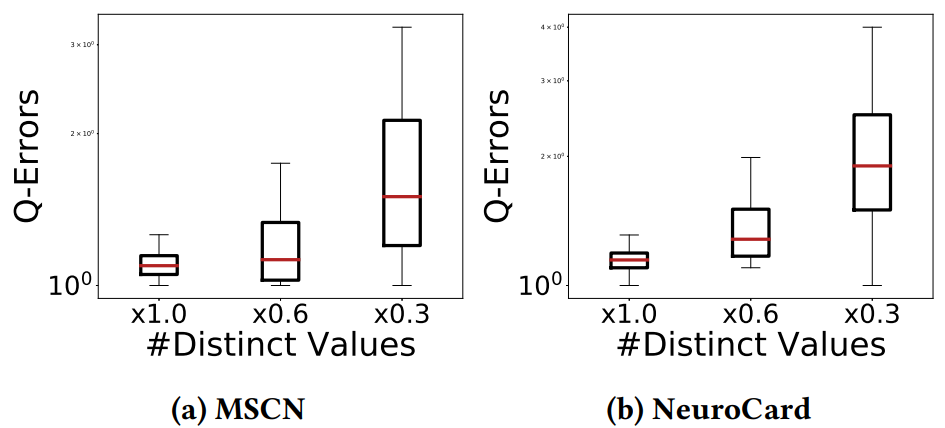 Q-Errors
3 × 10⁰
2 × 10⁰
10⁰
x1.0 x0.6 x0.3
#Distinct Values
(a) MSCN
Q-Errors
4 × 10⁰
3 × 10⁰
2 × 10⁰
10⁰
x1.0 x0.6 x0.3
#Distinct Values
(b) NeuroCard